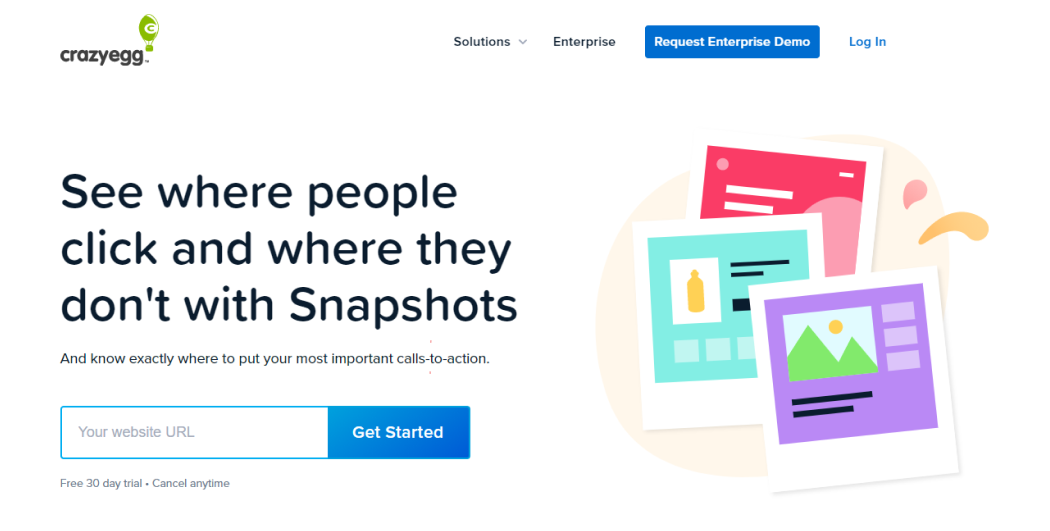 crazyegg™
Solutions
Enterprise
Request Enterprise Demo
Log In
See where people
click and where they
don't with Snapshots
And know exactly where to put your most important calls-to-action.
Your website URL
Get Started
Free 30 day trial • Cancel anytime